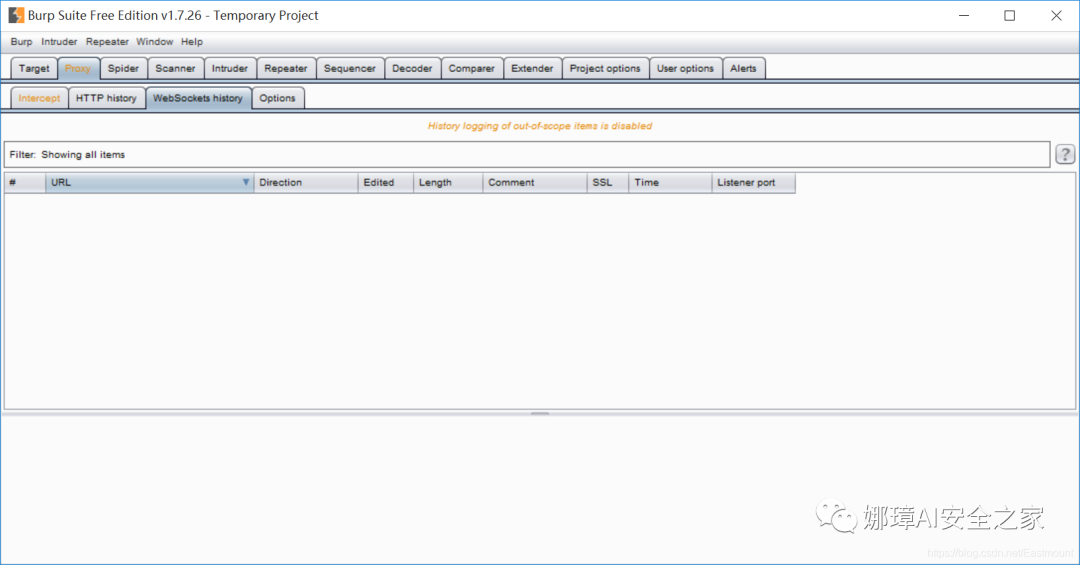 Burp Suite Free Edition v1.7.26 - Temporary Project
Burp Intruder Repeater Window Help
Target Proxy Spider Scanner Intruder Repeater Sequencer Decoder Comparer Extender Project options User options Alerts
Intercept HTTP history WebSockets history Options
History logging of out-of-scope items is disabled
Filter: Showing all items ?
# URL Direction Edited Length Comment SSL Time Listener port
娜璋AI安全之家
https://blog.csdn.net/Eastmount